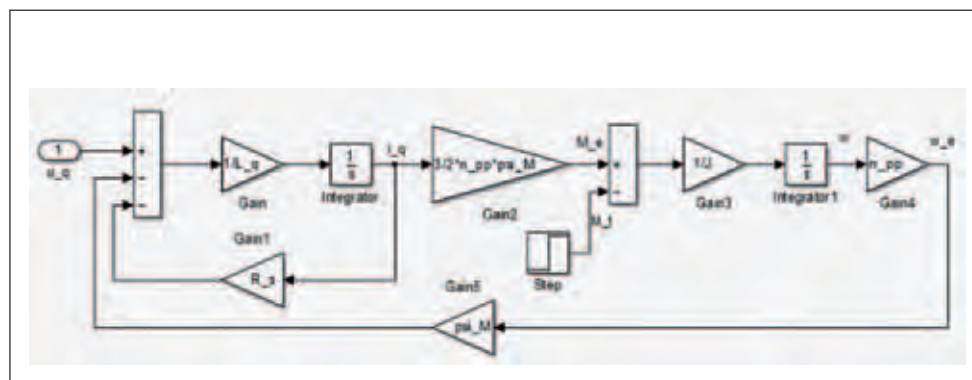 1
u_q
+
−
−
1/L_q
Gain
1
s
Integrator
i_q
3/2*n_pp*psi_M
Gain2
M_e
+
−
M_t
Step
1/J
Gain3
1
s
Integrator1
w
n_pp
Gain4
w_e
Gain1
R_s
Gain5
psi_M